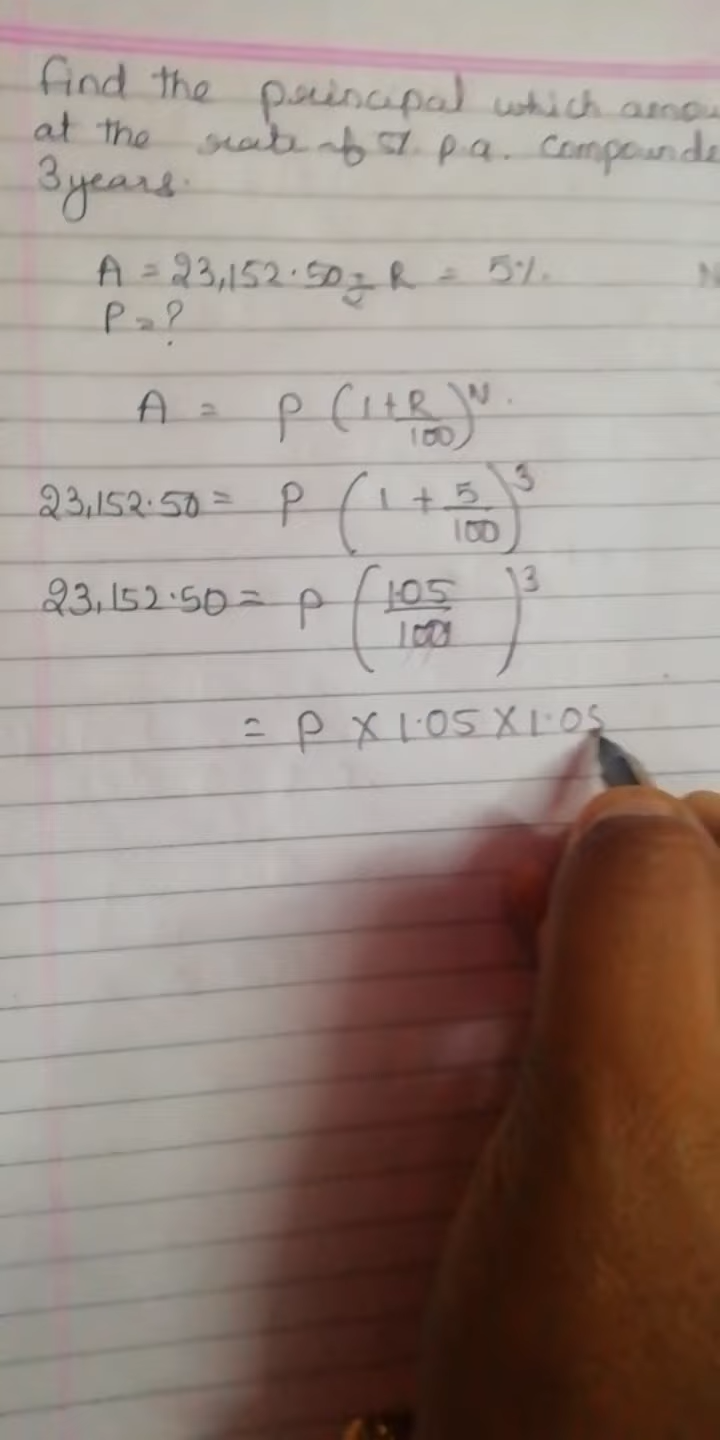 find the principal which amou
at the rate of 5% p.a. compounde
3 years.
A = 23,152.50 R = 5%. N
P = ?
A = P (1+R/100)^N.
23,152.50 = P (1 + 5/100)^3
23,152.50 = P (105/100)^3
= P × 1.05 × 1.05